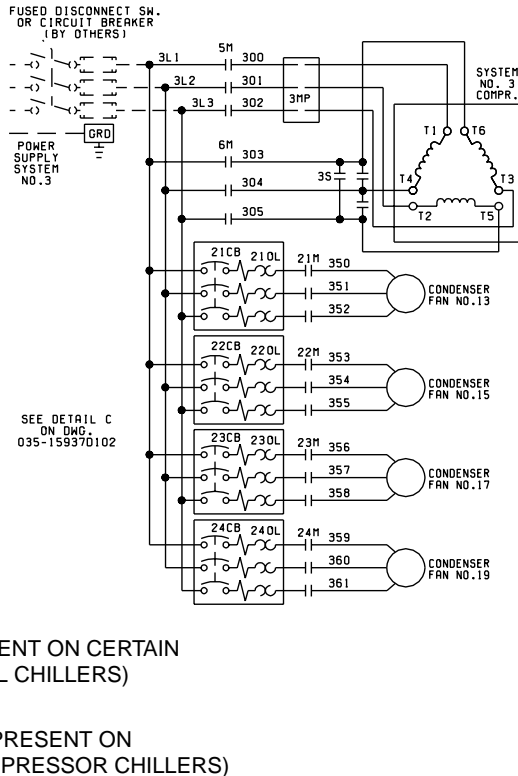 FUSED DISCONNECT SW.
OR CIRCUIT BREAKER
(BY OTHERS)
3L1
5M
300
3L2
301
3L3
302
3MP
SYSTEM
NO. 3
COMPR.
GRD
POWER
SUPPLY
SYSTEM
NO.3
6M
303
304
305
3S
T1
T6
T4
T3
T2
T5
21CB
21OL
21M
350
351
352
CONDENSER
FAN NO.13
22CB
22OL
22M
353
354
355
CONDENSER
FAN NO.15
SEE DETAIL C
ON DWG.
035-15937D102
23CB
23OL
23M
356
357
358
CONDENSER
FAN NO.17
24CB
24OL
24M
359
360
361
CONDENSER
FAN NO.19
ENT ON CERTAIN
L CHILLERS)
PRESENT ON
MPRESSOR CHILLERS)